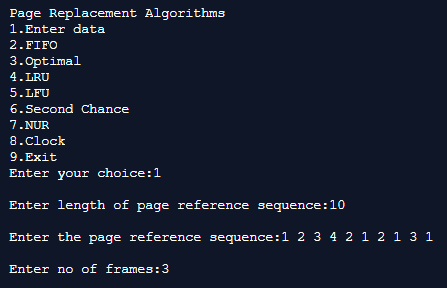 Page Replacement Algorithms
1.Enter data
2.FIFO
3.Optimal
4.LRU
5.LFU
6.Second Chance
7.NUR
8.Clock
9.Exit
Enter your choice:1
Enter length of page reference sequence:10
Enter the page reference sequence:1 2 3 4 2 1 2 1 3 1
Enter no of frames:3